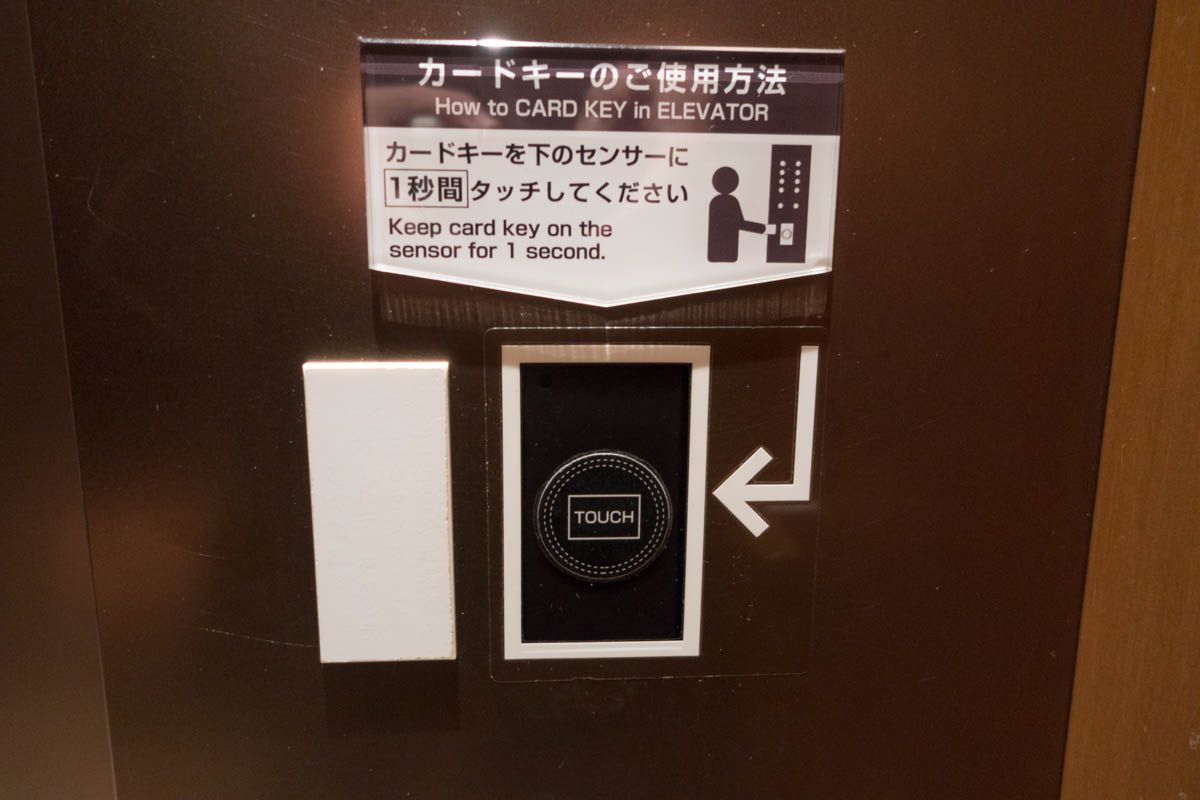 カードキーのご使用方法
How to CARD KEY in ELEVATOR
カードキーを下のセンサーに
1秒間タッチしてください
Keep card key on the
sensor for 1 second.
TOUCH